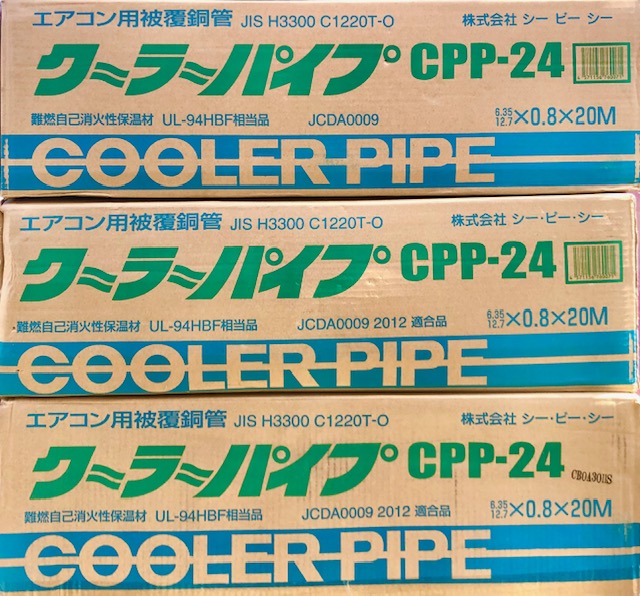 エアコン用被覆銅管 JIS H3300 C1220T-O 株式会社 シー ピー シー
クーラーパイプ CPP-24
難燃自己消火性保温材 UL-94HBF相当品 JCDA0009 6.35 12.7 ×0.8×20M
COOLER PIPE
エアコン用被覆銅管 JIS H3300 C1220T-O 株式会社 シー・ピー・シー
クーラーパイプ CPP-24
難燃自己消火性保温材 UL-94HBF相当品 JCDA0009 2012 適合品 6.35 12.7 ×0.8×20M
COOLER PIPE
エアコン用被覆銅管 JIS H3300 C1220T-O 株式会社 シー・ピー・シー
クーラーパイプ CPP-24
難燃自己消火性保温材 UL-94HBF相当品 JCDA0009 2012 適合品 6.35 12.7 ×0.8×20M
COOLER PIPE